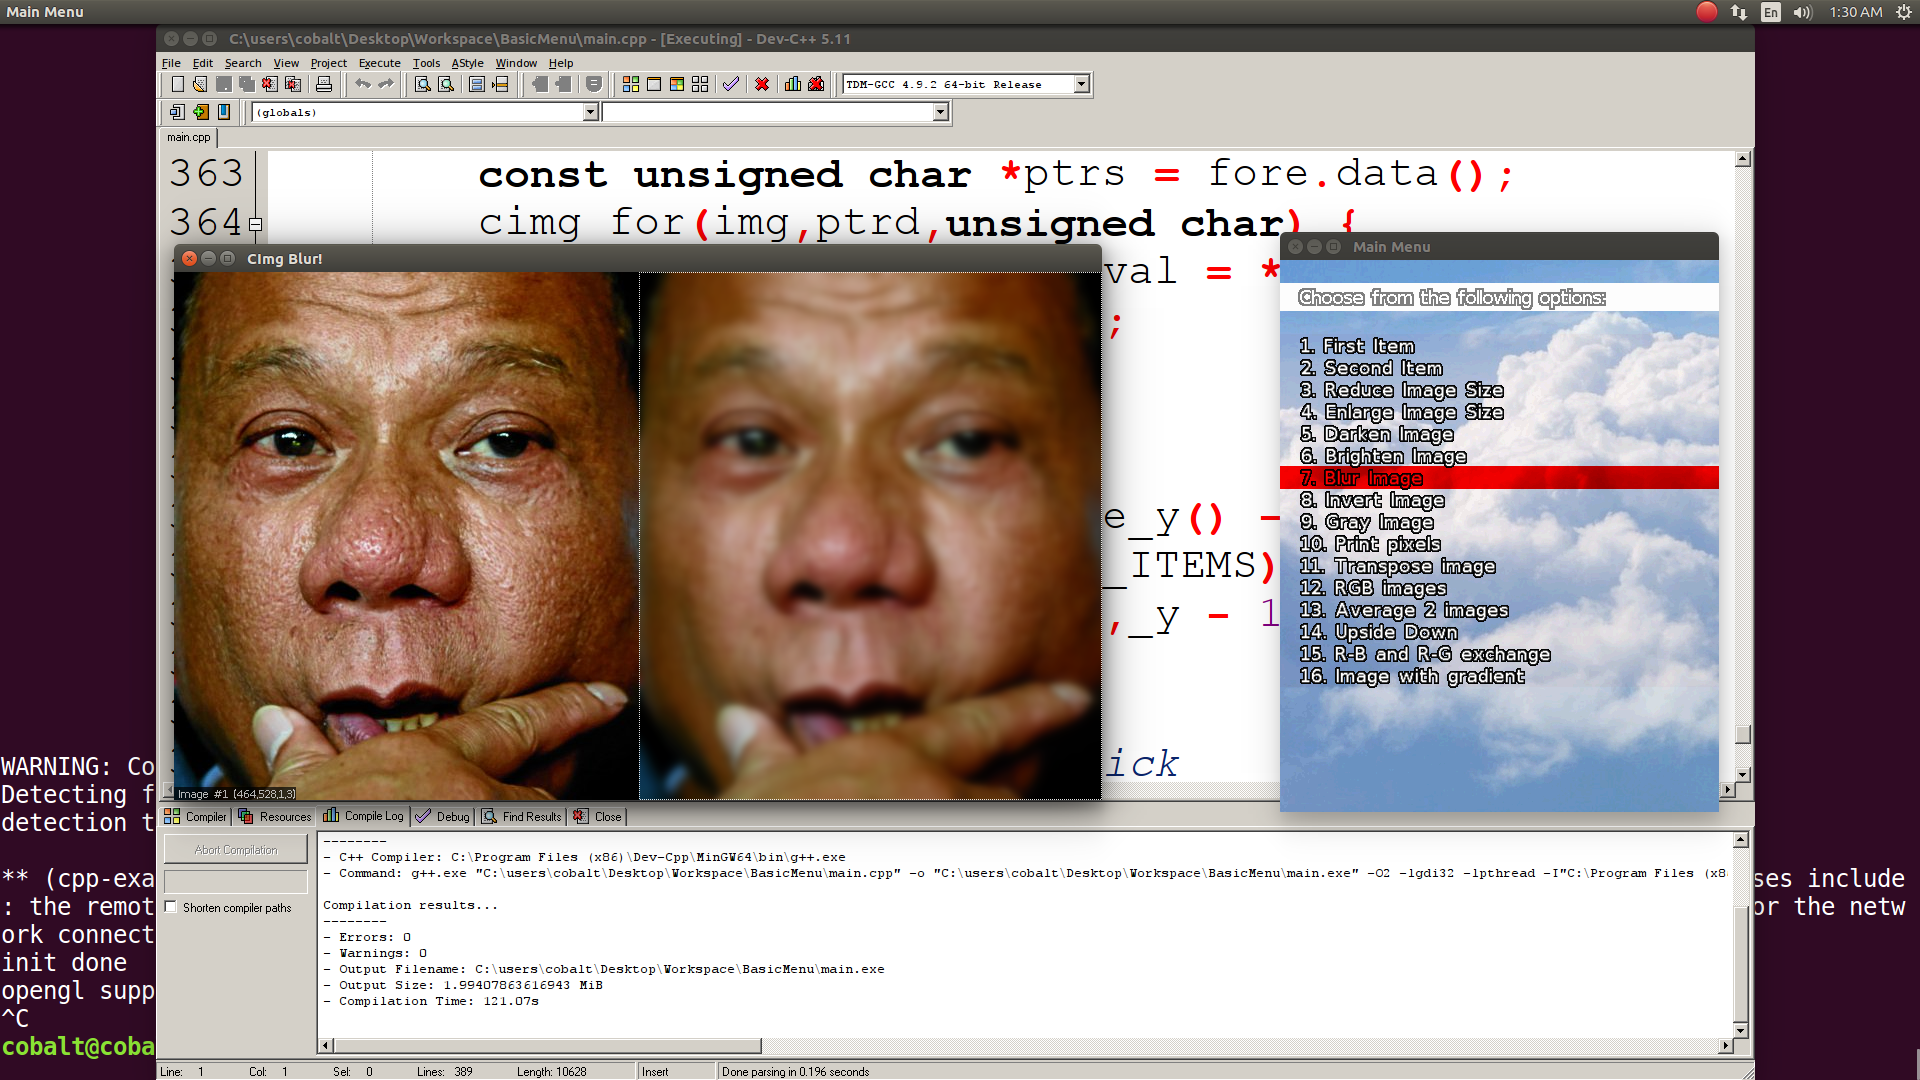 Main Menu
En
1:30 AM
C:\users\cobalt\Desktop\Workspace\BasicMenu\main.cpp - [Executing] - Dev-C++ 5.11
File Edit Search View Project Execute Tools AStyle Window Help
TDM-GCC 4.9.2 64-bit Release
(globals)
main.cpp
363 const unsigned char *ptrs = fore.data();
364 cimg for(img,ptrd,unsigned char) {
val = *
;
e_y() -
_ITEMS)
,_y - 1
ick
CImg Blur!
Image #1 (464,528,1,3)
Main Menu
Choose from the following options:
1. First Item
2. Second Item
3. Reduce Image Size
4. Enlarge Image Size
5. Darken Image
6. Brighten Image
7. Blur Image
8. Invert Image
9. Gray Image
10. Print pixels
11. Transpose image
12. RGB images
13. Average 2 images
14. Upside Down
15. R-B and R-G exchange
16. Image with gradient
WARNING: Co
Detecting f
detection t
** (cpp-exa
: the remot
ork connect
init done
opengl supp
^C
cobalt@coba
ses include
or the netw
Compiler Resources Compile Log Debug Find Results Close
Abort Compilation
Shorten compiler paths
--------
- C++ Compiler: C:\Program Files (x86)\Dev-Cpp\MinGW64\bin\g++.exe
- Command: g++.exe "C:\users\cobalt\Desktop\Workspace\BasicMenu\main.cpp" -o "C:\users\cobalt\Desktop\Workspace\BasicMenu\main.exe" -O2 -lgdi32 -lpthread -I"C:\Program Files (x8
Compilation results...
--------
- Errors: 0
- Warnings: 0
- Output Filename: C:\users\cobalt\Desktop\Workspace\BasicMenu\main.exe
- Output Size: 1.99407863616943 MiB
- Compilation Time: 121.07s
Line: 1 Col: 1 Sel: 0 Lines: 389 Length: 10628 Insert Done parsing in 0.196 seconds